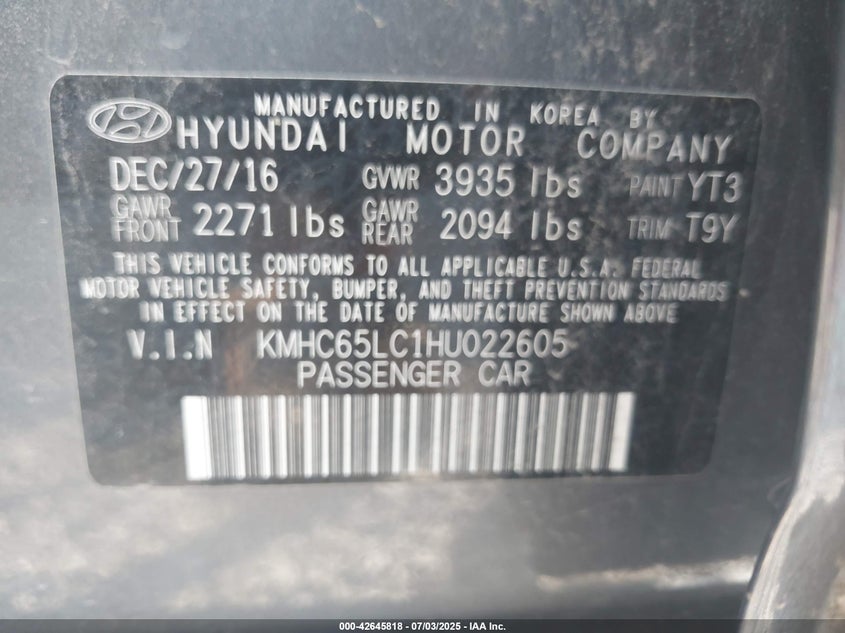 MANUFACTURED IN KOREA BY
HYUNDAI MOTOR COMPANY
DEC/27/16 GVWR 3935 lbs PAINT YT3
GAWR FRONT 2271 lbs GAWR REAR 2094 lbs TRIM T9Y
THIS VEHICLE CONFORMS TO ALL APPLICABLE U.S.A. FEDERAL
MOTOR VEHICLE SAFETY, BUMPER, AND THEFT PREVENTION STANDARDS
IN EFFECT ON THE DATE OF MANUFACTURE SHOWN ABOVE
V.I.N KMHC65LC1HU022605
PASSENGER CAR
000-42645818 - 07/03/2025 - IAA Inc.